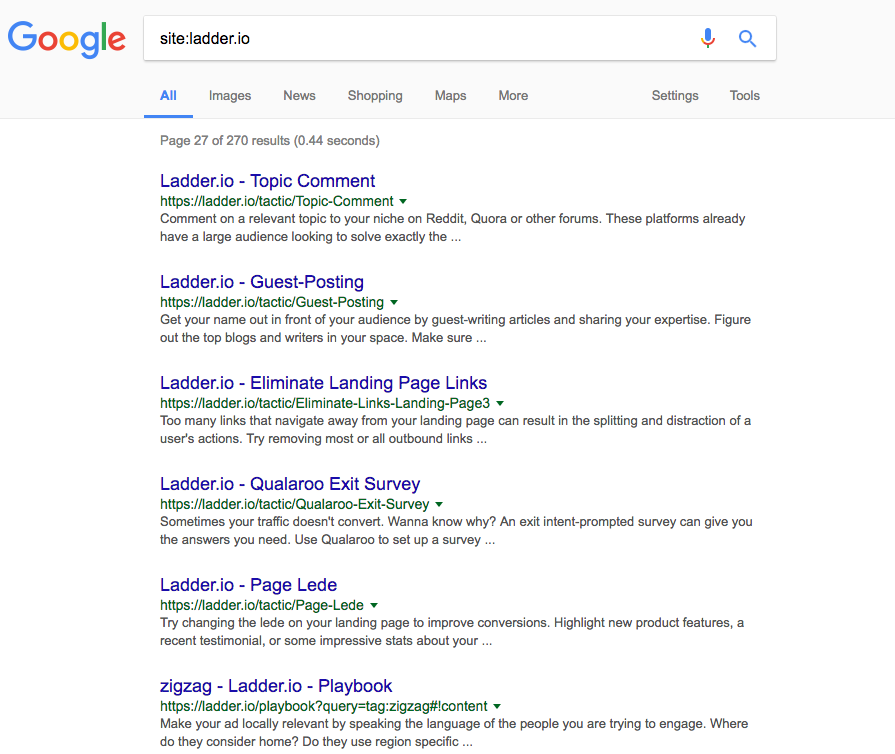 Google
site:ladder.io
All Images News Shopping Maps More Settings Tools
Page 27 of 270 results (0.44 seconds)
Ladder.io - Topic Comment
https://ladder.io/tactic/Topic-Comment
Comment on a relevant topic to your niche on Reddit, Quora or other forums. These platforms already
have a large audience looking to solve exactly the ...
Ladder.io - Guest-Posting
https://ladder.io/tactic/Guest-Posting
Get your name out in front of your audience by guest-writing articles and sharing your expertise. Figure
out the top blogs and writers in your space. Make sure ...
Ladder.io - Eliminate Landing Page Links
https://ladder.io/tactic/Eliminate-Links-Landing-Page3
Too many links that navigate away from your landing page can result in the splitting and distraction of a
user's actions. Try removing most or all outbound links ...
Ladder.io - Qualaroo Exit Survey
https://ladder.io/tactic/Qualaroo-Exit-Survey
Sometimes your traffic doesn't convert. Wanna know why? An exit intent-prompted survey can give you
the answers you need. Use Qualaroo to set up a survey ...
Ladder.io - Page Lede
https://ladder.io/tactic/Page-Lede
Try changing the lede on your landing page to improve conversions. Highlight new product features, a
recent testimonial, or some impressive stats about your ...
zigzag - Ladder.io - Playbook
https://ladder.io/playbook?query=tag:zigzag#!content
Make your ad locally relevant by speaking the language of the people you are trying to engage. Where
do they consider home? Do they use region specific ...